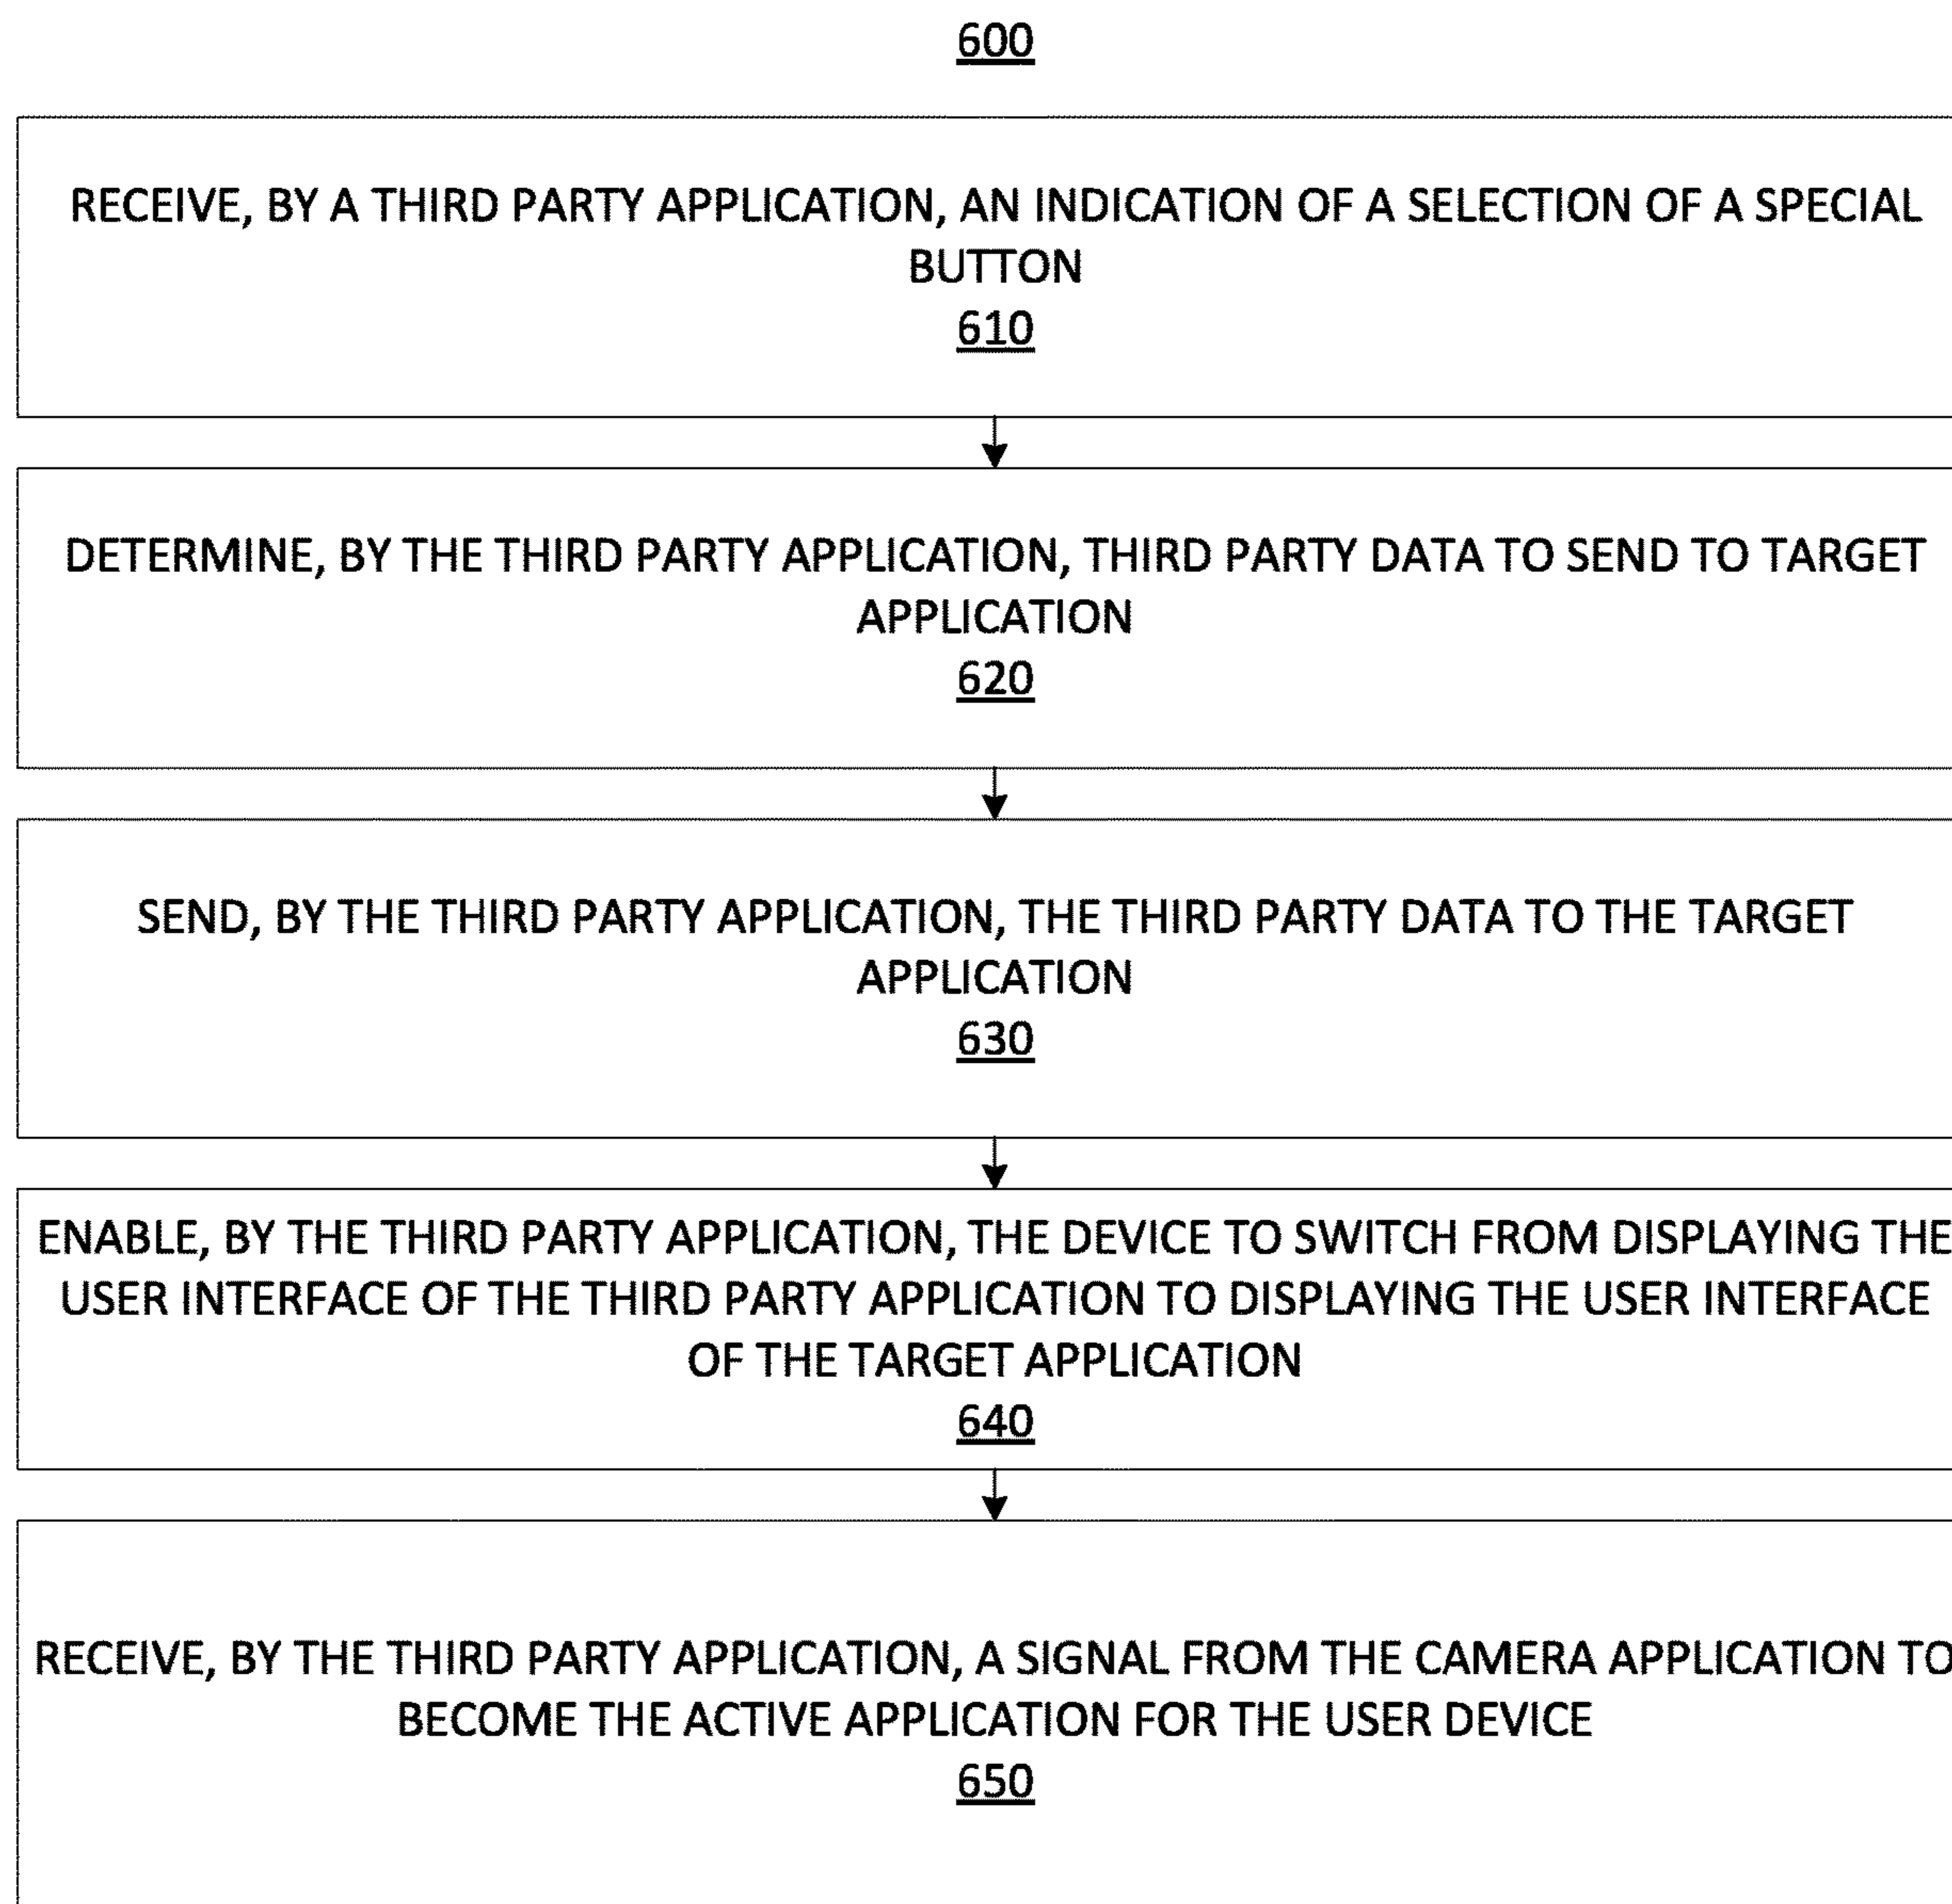 600
RECEIVE, BY A THIRD PARTY APPLICATION, AN INDICATION OF A SELECTION OF A SPECIAL
BUTTON
610
DETERMINE, BY THE THIRD PARTY APPLICATION, THIRD PARTY DATA TO SEND TO TARGET
APPLICATION
620
SEND, BY THE THIRD PARTY APPLICATION, THE THIRD PARTY DATA TO THE TARGET
APPLICATION
630
ENABLE, BY THE THIRD PARTY APPLICATION, THE DEVICE TO SWITCH FROM DISPLAYING THE
USER INTERFACE OF THE THIRD PARTY APPLICATION TO DISPLAYING THE USER INTERFACE
OF THE TARGET APPLICATION
640
RECEIVE, BY THE THIRD PARTY APPLICATION, A SIGNAL FROM THE CAMERA APPLICATION TO
BECOME THE ACTIVE APPLICATION FOR THE USER DEVICE
650